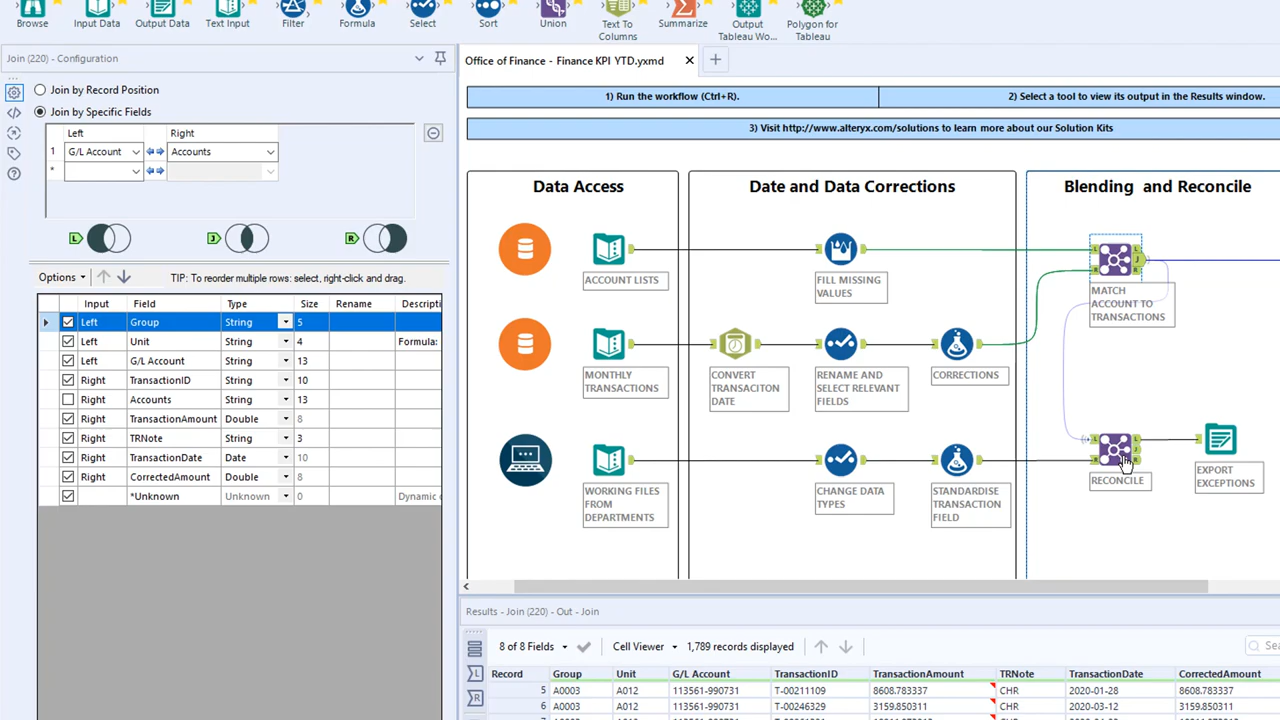 Browse
Input Data
Output Data
Text Input
Filter
Formula
Select
Sort
Union
Text To
Columns
Summarize
Output
Tableau Wo...
Polygon for
Tableau
Join (220) - Configuration
Join by Record Position
Join by Specific Fields
Left Right
1 G/L Account Accounts
*
L J R
Options TIP: To reorder multiple rows: select, right-click and drag.
Input Field Type Size Rename Descripti
Left Group String 5
Left Unit String 4 Formula:
Left G/L Account String 13
Right TransactionID String 10
Right Accounts String 13
Right TransactionAmount Double 8
Right TRNote String 3
Right TransactionDate Date 10
Right CorrectedAmount Double 8
*Unknown Unknown 0 Dynamic
Office of Finance - Finance KPI YTD.yxmd
1) Run the workflow (Ctrl+R).
2) Select a tool to view its output in the Results window.
3) Visit http://www.alteryx.com/solutions to learn more about our Solution Kits
Data Access
Date and Data Corrections
Blending and Reconcile
ACCOUNT LISTS
FILL MISSING
VALUES
L L
J
R R
MATCH
ACCOUNT TO
TRANSACTIONS
MONTHLY
TRANSACTIONS
CONVERT
TRANSACITON
DATE
RENAME AND
SELECT RELEVANT
FIELDS
CORRECTIONS
WORKING FILES
FROM
DEPARTMENTS
CHANGE DATA
TYPES
STANDARDISE
TRANSACTION
FIELD
L L
J
R R
RECONCILE
EXPORT
EXCEPTIONS
Results - Join (220) - Out - Join
8 of 8 Fields Cell Viewer 1,789 records displayed Sea
L
R
Record Group Unit G/L Account TransactionID TransactionAmount TRNote TransactionDate CorrectedAmount
5 A0003 A012 113561-990731 T-00211109 8608.783337 CHR 2020-01-28 8608.783337
6 A0003 A012 113561-990731 T-00246329 3159.850311 CHR 2020-03-12 3159.850311